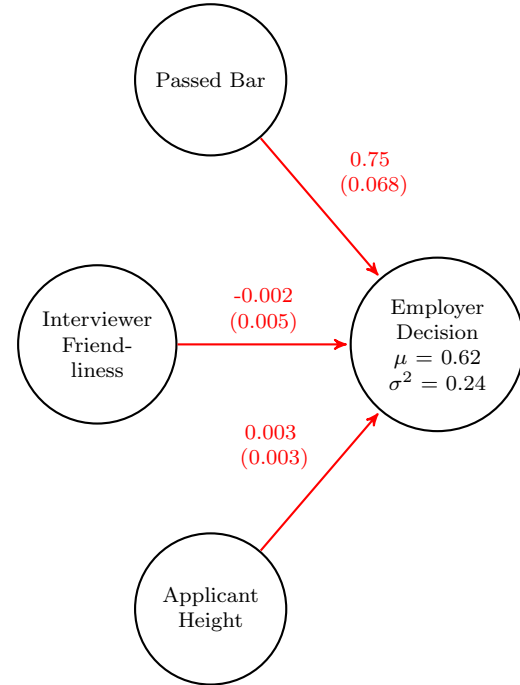 Passed Bar
0.75
(0.068)
-0.002
(0.005)
Interviewer
Friend-
liness
Employer
Decision
μ = 0.62
σ² = 0.24
0.003
(0.003)
Applicant
Height